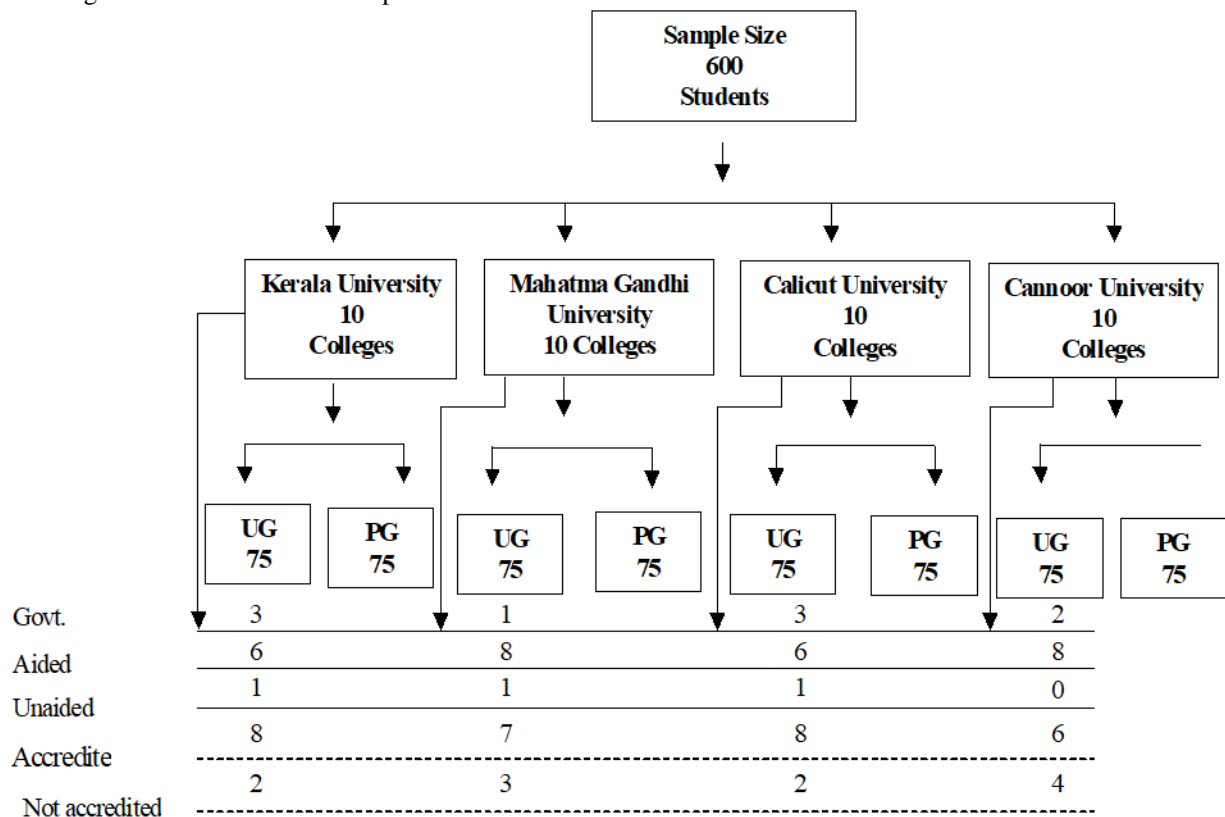 Sample Size
600
Students
Kerala University
10
Colleges
Mahatma Gandhi
University
10 Colleges
Calicut University
10
Colleges
Cannoor University
10
Colleges
UG
75
PG
75
UG
75
PG
75
UG
75
PG
75
UG
75
PG
75
Govt. 3 1 3 2
Aided 6 8 6 8
Unaided 1 1 1 0
Accredite 8 7 8 6
Not accredited 2 3 2 4